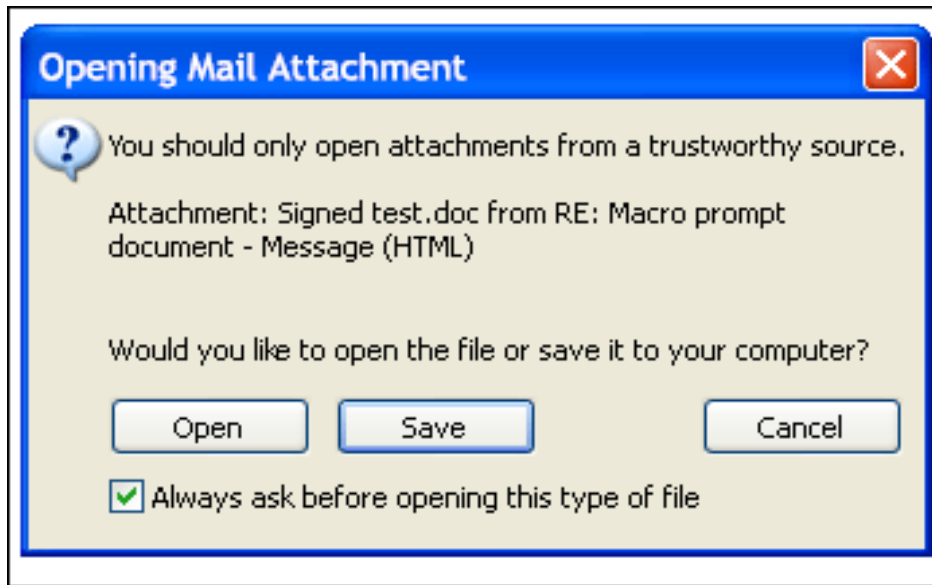 Opening Mail Attachment
You should only open attachments from a trustworthy source.
Attachment: Signed test.doc from RE: Macro prompt
document - Message (HTML)
Would you like to open the file or save it to your computer?
Open Save Cancel
Always ask before opening this type of file